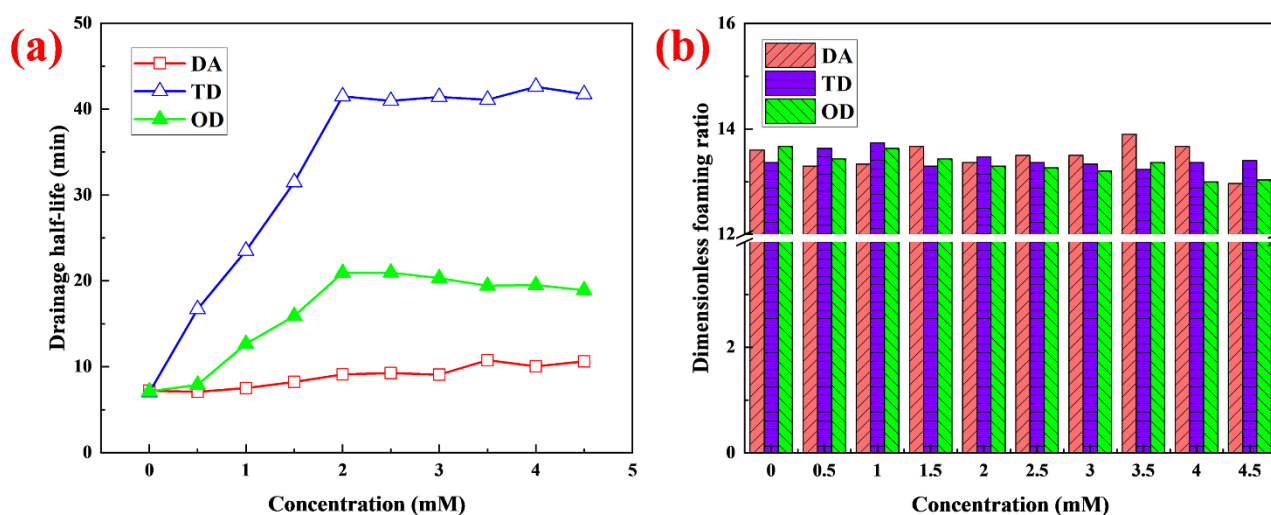 (a)
DA
TD
OD
Drainage half-life (min)
50
40
30
20
10
0
0 1 2 3 4 5
Concentration (mM)
(b)
DA
TD
OD
Dimensionless foaming ratio
16
14
12
2
0
0 0.5 1 1.5 2 2.5 3 3.5 4 4.5
Concentration (mM)